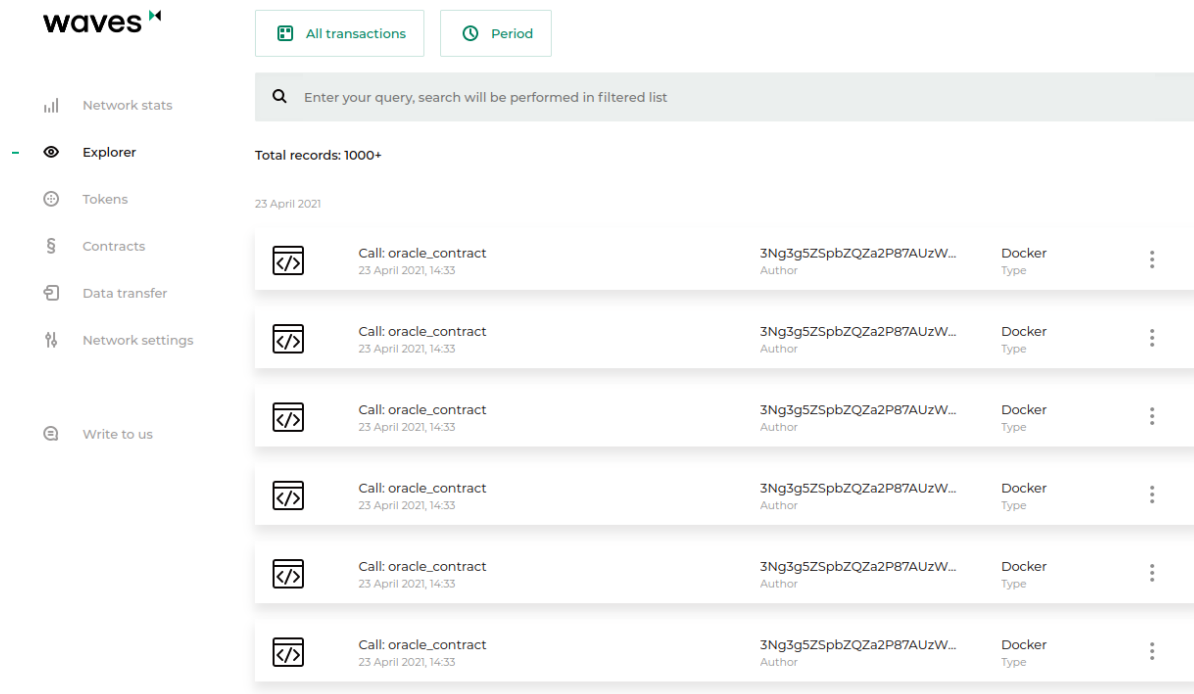 waves
All transactions
Period
Network stats
Enter your query, search will be performed in filtered list
Explorer
Total records: 1000+
Tokens
23 April 2021
Contracts
Call: oracle_contract
3Ng3g5ZSpbZQZa2P87AUzW...
Docker
23 April 2021, 14:33
Author
Type
Data transfer
Network settings
Call: oracle_contract
3Ng3g5ZSpbZQZa2P87AUzW...
Docker
23 April 2021, 14:33
Author
Type
Call: oracle_contract
3Ng3g5ZSpbZQZa2P87AUzW...
Docker
23 April 2021, 14:33
Author
Type
Write to us
Call: oracle_contract
3Ng3g5ZSpbZQZa2P87AUzW...
Docker
23 April 2021, 14:33
Author
Type
Call: oracle_contract
3Ng3g5ZSpbZQZa2P87AUzW...
Docker
23 April 2021, 14:33
Author
Type
Call: oracle_contract
3Ng3g5ZSpbZQZa2P87AUzW...
Docker
23 April 2021, 14:33
Author
Type